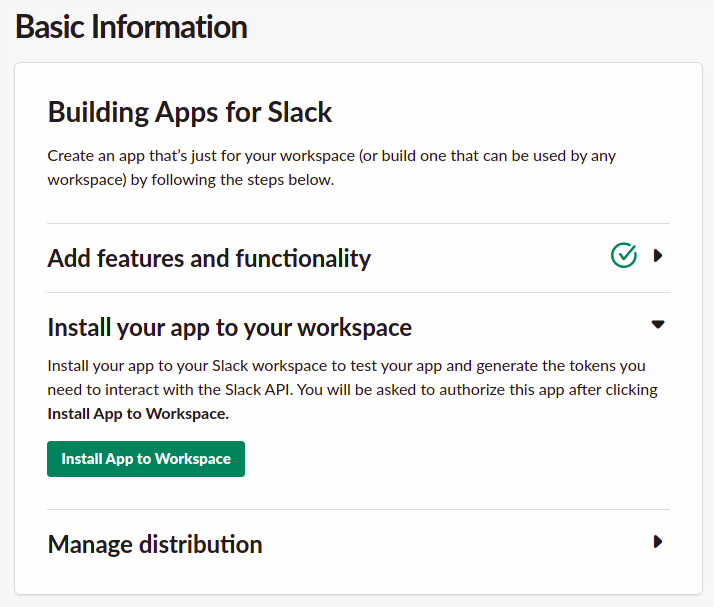 Basic Information
Building Apps for Slack
Create an app that’s just for your workspace (or build one that can be used by any
workspace) by following the steps below.
Add features and functionality
Install your app to your workspace
Install your app to your Slack workspace to test your app and generate the tokens you
need to interact with the Slack API. You will be asked to authorize this app after clicking
Install App to Workspace.
Install App to Workspace
Manage distribution